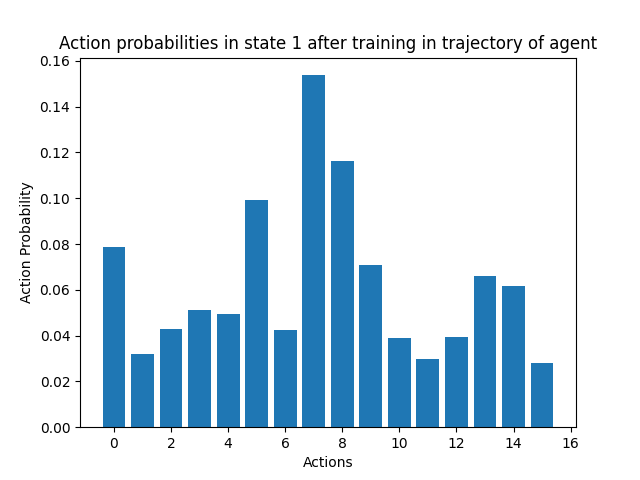 Action probabilities in state 1 after training in trajectory of agent
0.16
0.14
0.12
0.10
0.08
0.06
0.04
0.02
0.00
Action Probability
0 2 4 6 8 10 12 14 16
Actions